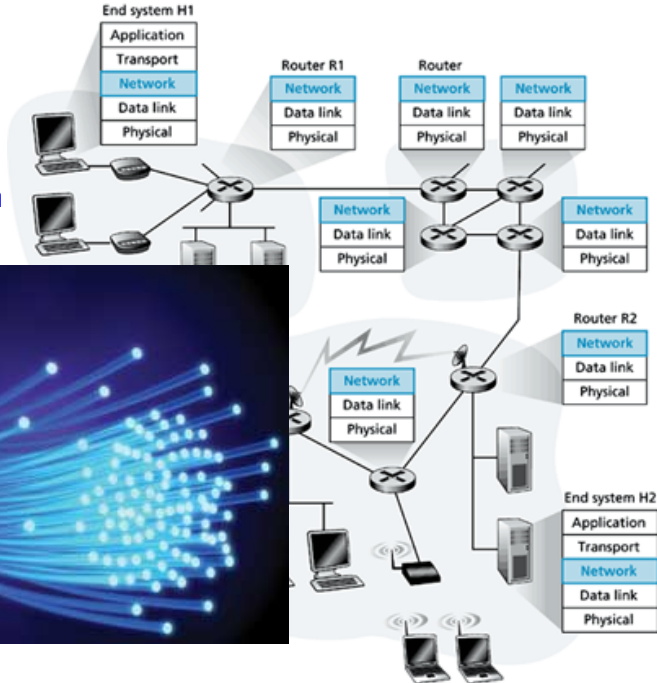 End system H1
Application
Transport
Network
Data link
Physical
Router R1
Network
Data link
Physical
Router
Network
Data link
Physical
Network
Data link
Physical
Network
Data link
Physical
Network
Data link
Physical
Router R2
Network
Data link
Physical
Network
Data link
Physical
End system H2
Application
Transport
Network
Data link
Physical